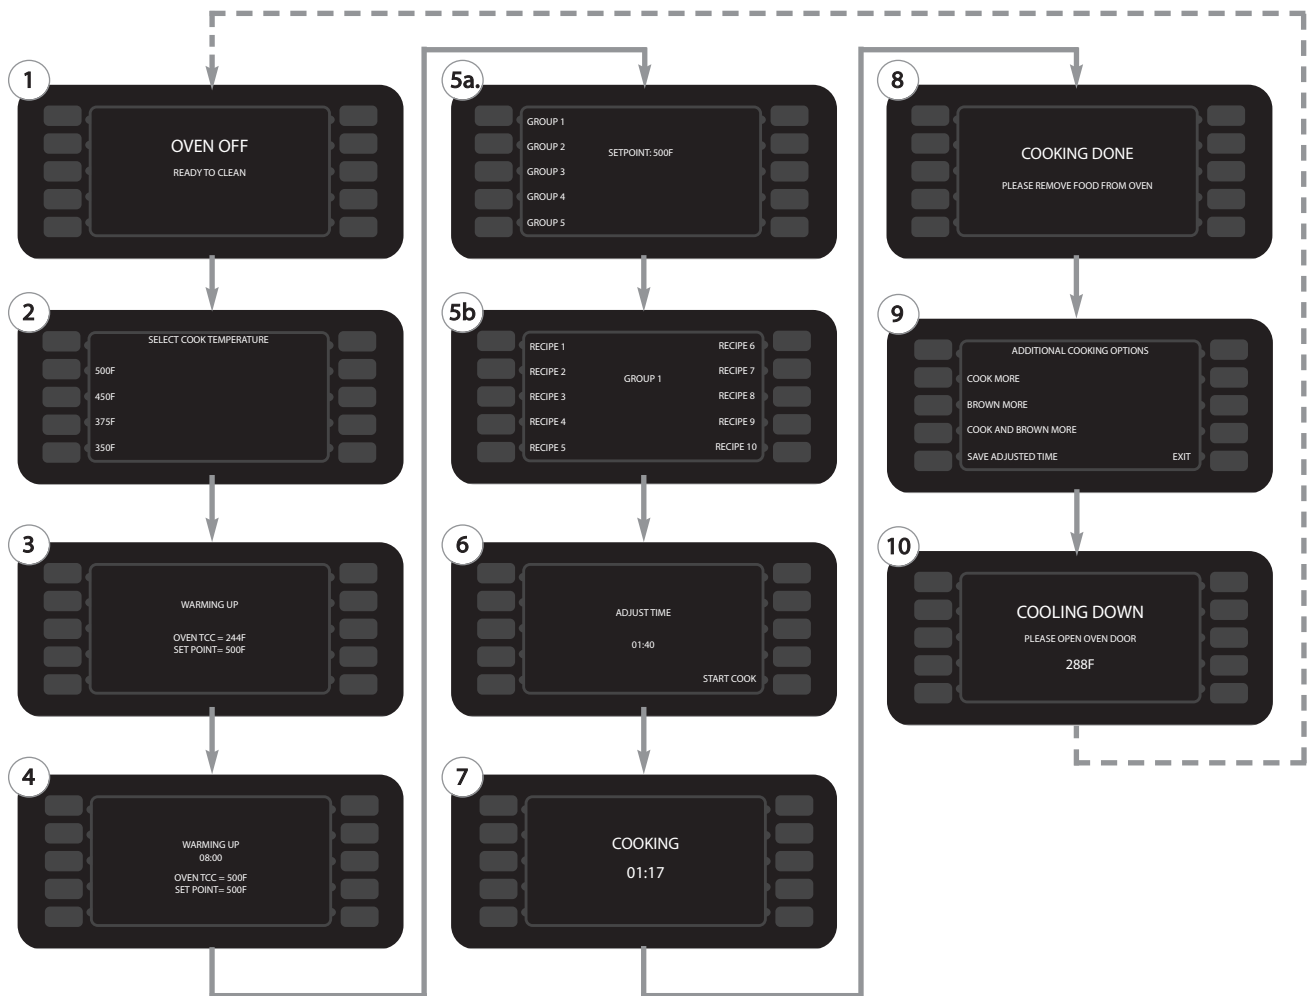 1
OVEN OFF
READY TO CLEAN
2
SELECT COOK TEMPERATURE
500F
450F
375F
350F
3
WARMING UP
OVEN TCC = 244F
SET POINT= 500F
4
WARMING UP
08:00
OVEN TCC = 500F
SET POINT= 500F
5a.
GROUP 1
GROUP 2
SETPOINT: 500F
GROUP 3
GROUP 4
GROUP 5
5b
RECIPE 1 RECIPE 6
RECIPE 2 RECIPE 7
GROUP 1
RECIPE 3 RECIPE 8
RECIPE 4 RECIPE 9
RECIPE 5 RECIPE 10
6
ADJUST TIME
01:40
START COOK
7
COOKING
01:17
8
COOKING DONE
PLEASE REMOVE FOOD FROM OVEN
9
ADDITIONAL COOKING OPTIONS
COOK MORE
BROWN MORE
COOK AND BROWN MORE
SAVE ADJUSTED TIME EXIT
10
COOLING DOWN
PLEASE OPEN OVEN DOOR
288F